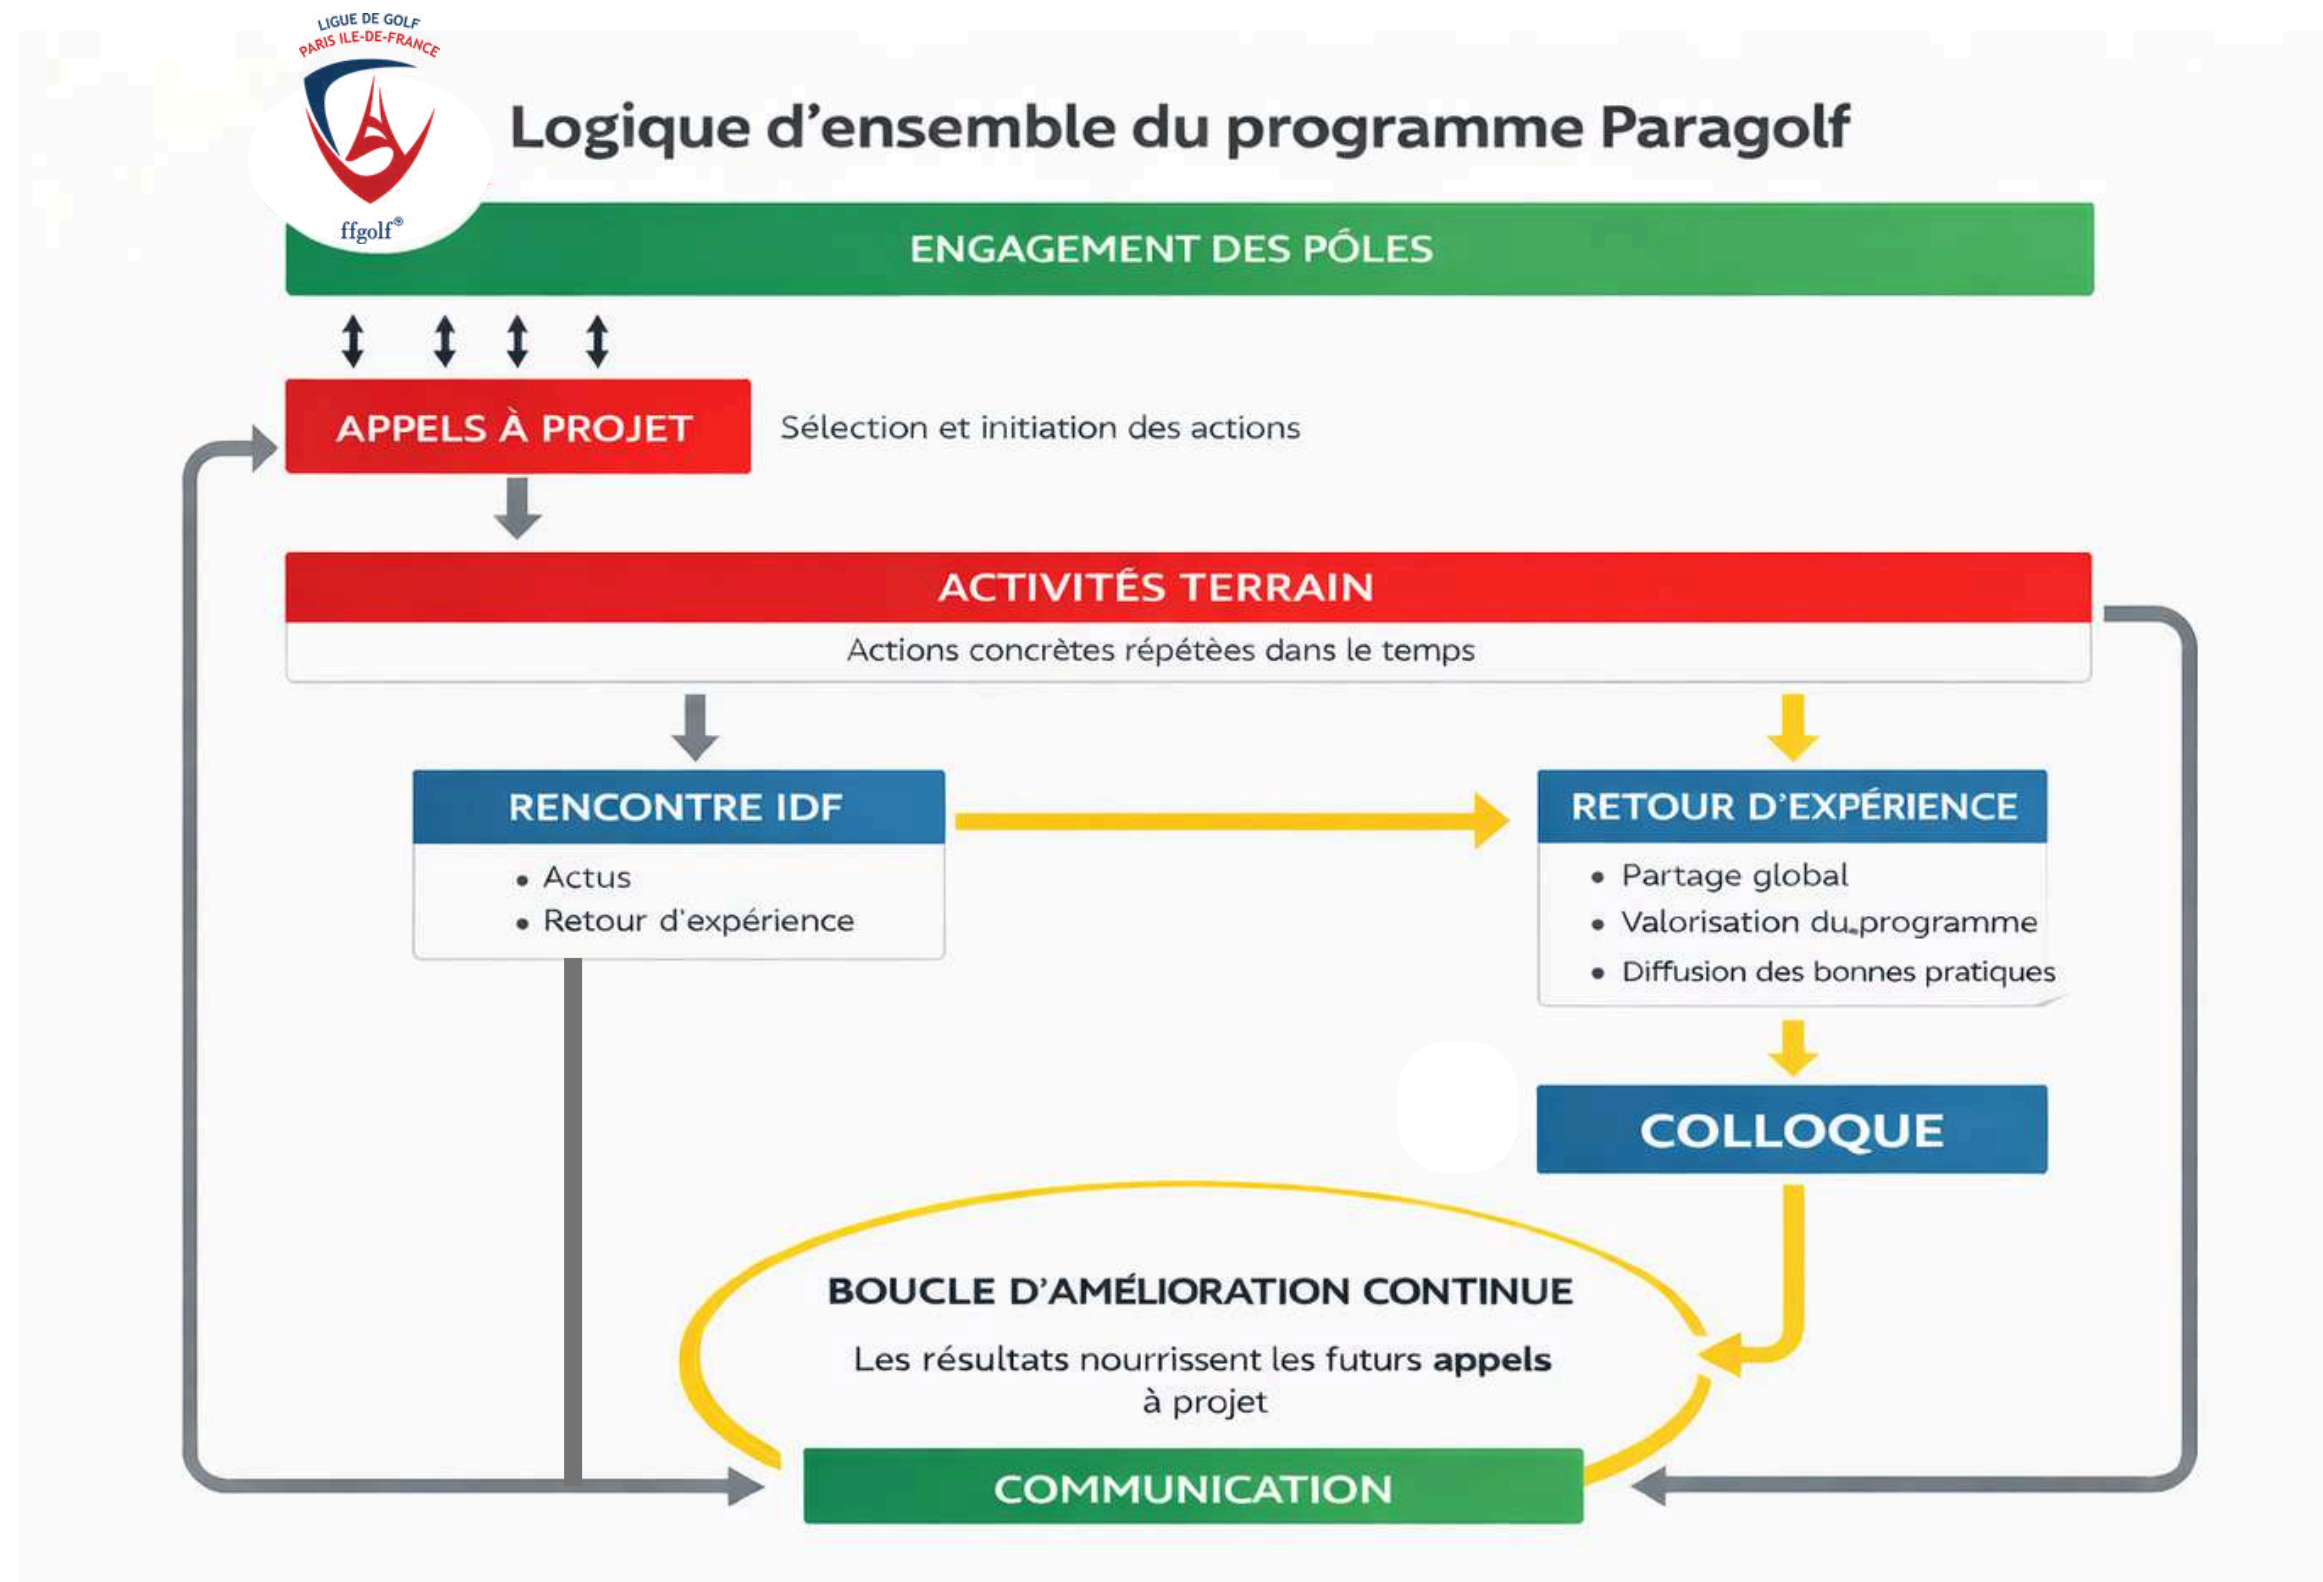 LIGUE DE GOLF
PARIS ILE-DE-FRANCE
ffgolf®
Logique d’ensemble du programme Paragolf
ENGAGEMENT DES PÓLES
APPELS À PROJET
Sélection et initiation des actions
ACTIVITÉS TERRAIN
Actions concrètes répétèes dans le temps
RENCONTRE IDF
• Actus
• Retour d'expérience
RETOUR D'EXPÉRIENCE
• Partage global
• Valorisation du programme
• Diffusion des bonnes pratiques
COLLOQUE
BOUCLE D’AMÉLIORATION CONTINUE
Les résultats nourrissent les futurs appels
à projet
COMMUNICATION